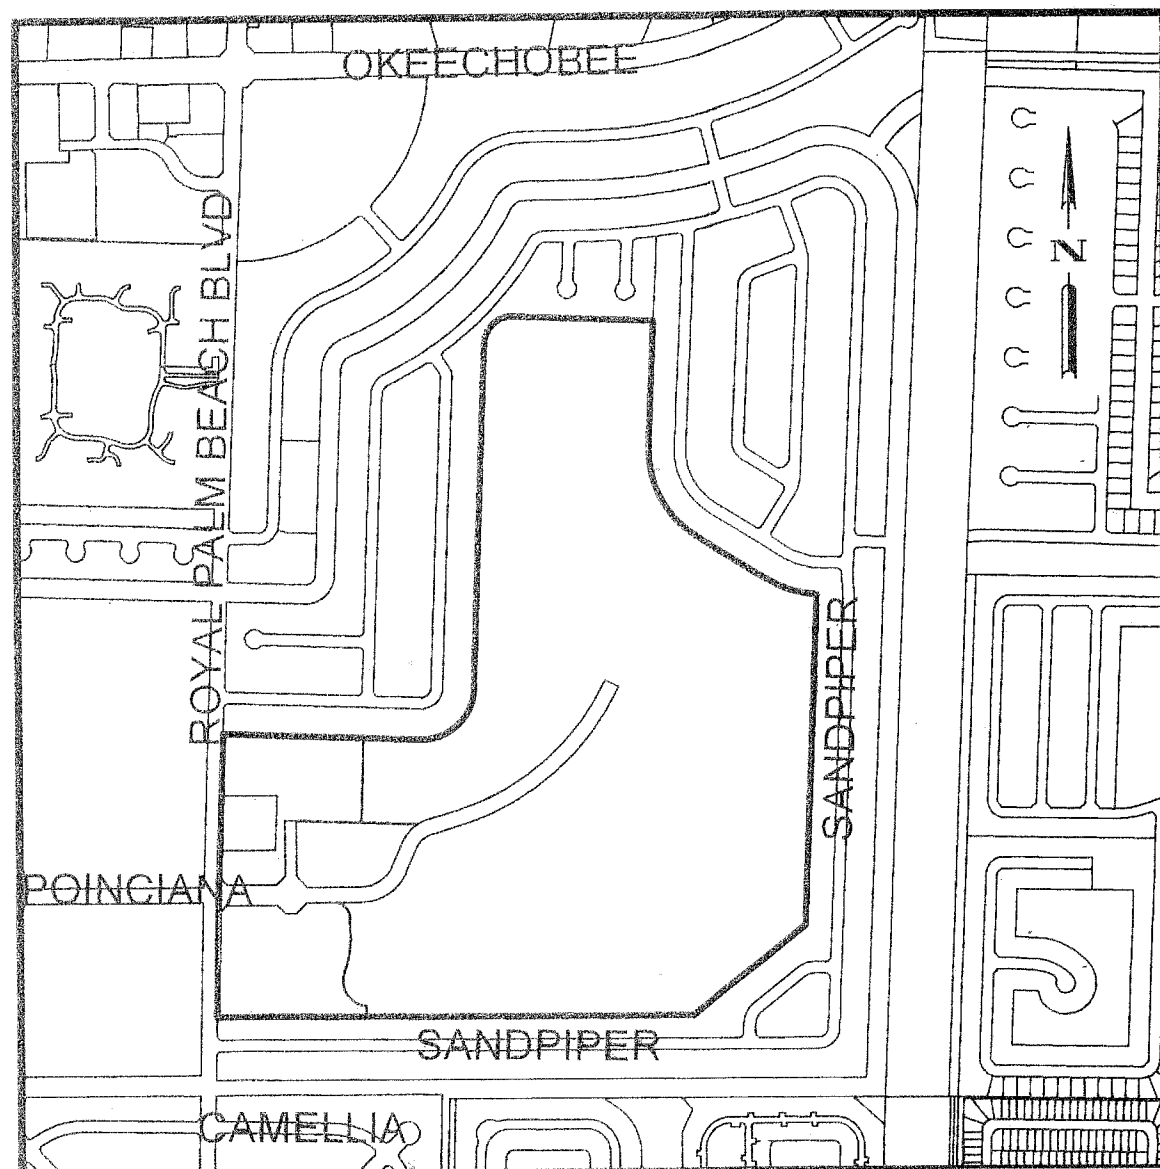 OKEECHOBEE
ROYAL PALM BEACH BLVD
N
SANDPIPER
POINCIANA
SANDPIPER
CAMELLIA